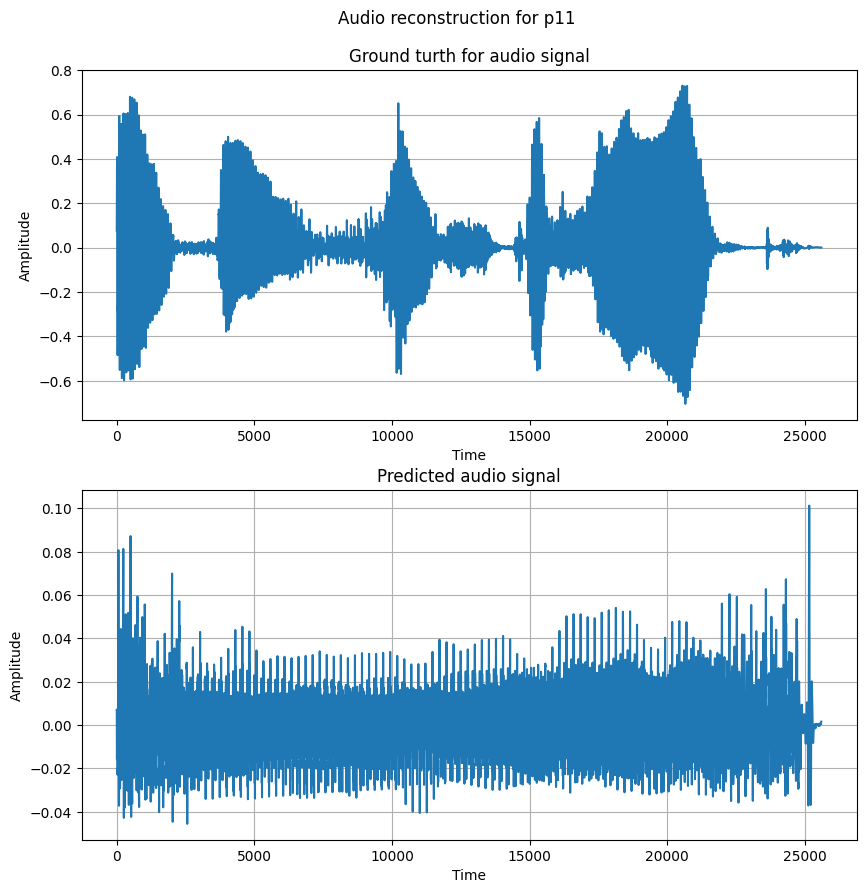 Audio reconstruction for p11
Ground turth for audio signal
0.8
0.6
0.4
0.2
0.0
−0.2
−0.4
−0.6
Amplitude
0 5000 10000 15000 20000 25000
Time
Predicted audio signal
0.10
0.08
0.06
0.04
0.02
0.00
−0.02
−0.04
Amplitude
0 5000 10000 15000 20000 25000
Time